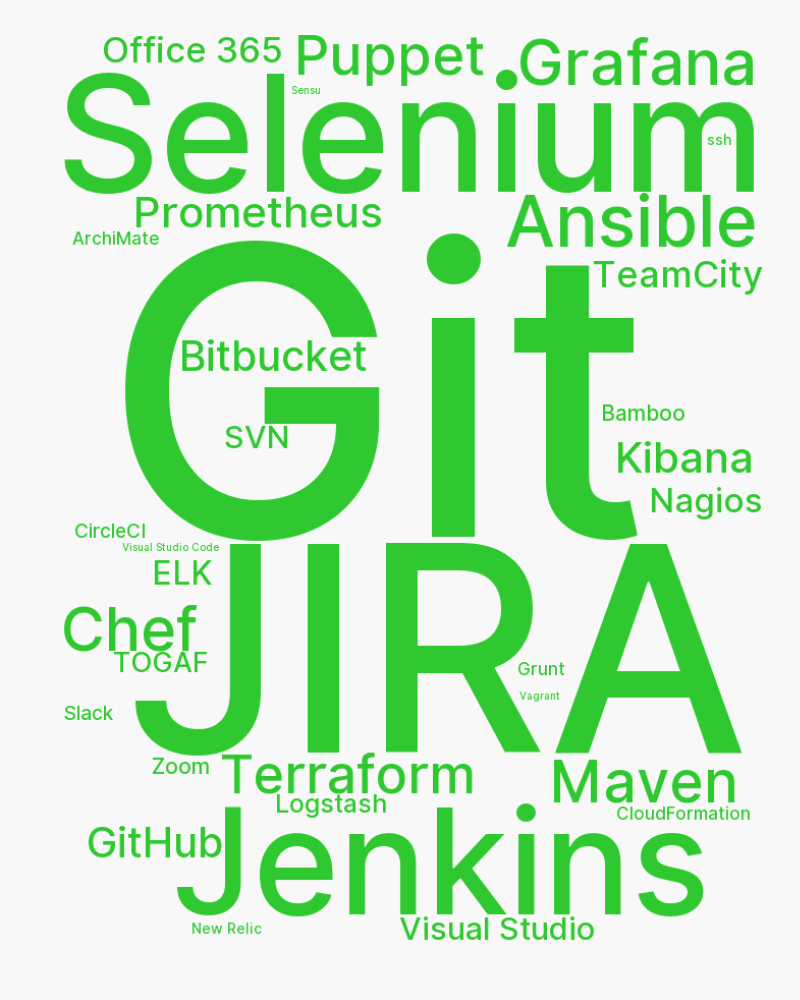 Office 365
Puppet
Grafana
Selenium
Sensu
ssh
Prometheus
Ansible
ArchiMate
TeamCity
Git
Bitbucket
SVN
Bamboo
Kibana
Nagios
CircleCI
Visual Studio Code
ELK
JIRA
Chef
TOGAF
Grunt
Vagrant
Slack
Zoom
Terraform
Maven
Logstash
CloudFormation
GitHub
Jenkins
New Relic
Visual Studio